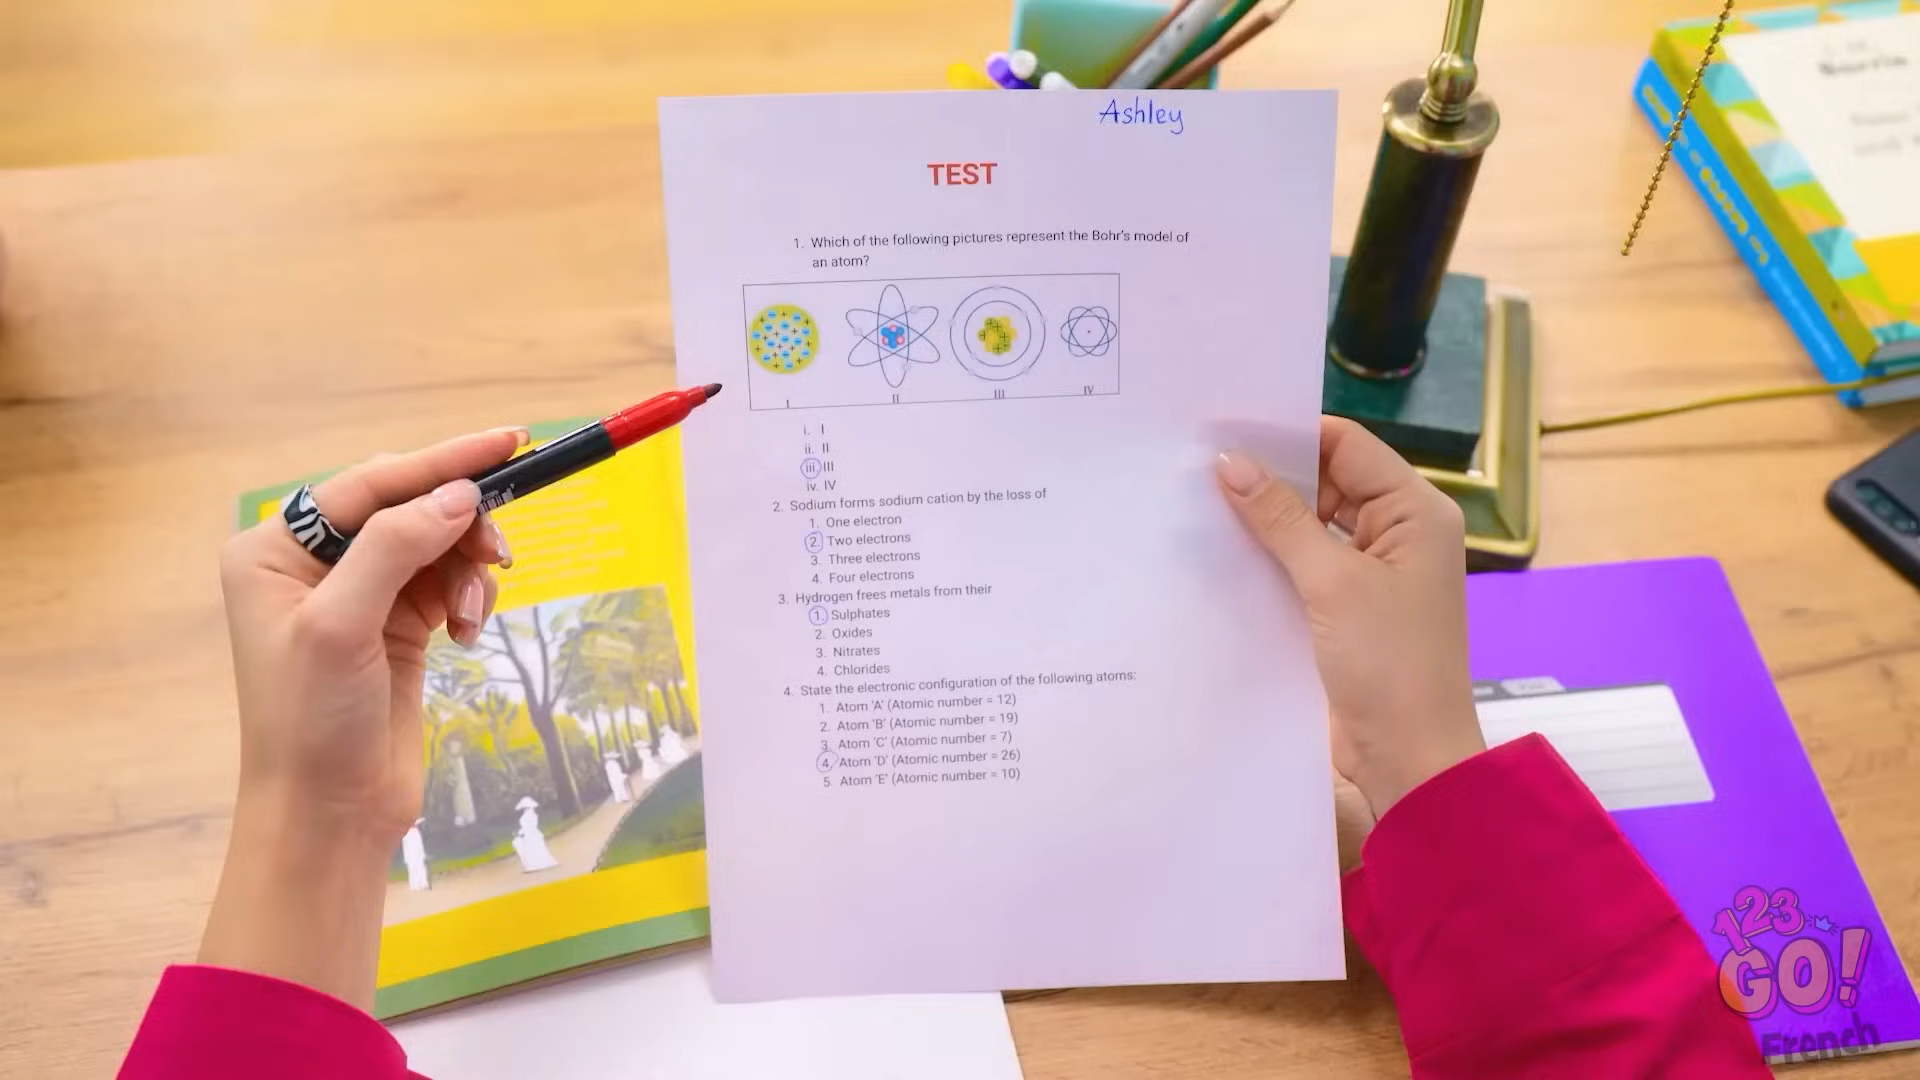 Ashley
TEST
1. Which of the following pictures represent the Bohr's model of
an atom?
I II III IV
i. I
ii. II
iii. III
iv. IV
2. Sodium forms sodium cation by the loss of
1. One electron
2. Two electrons
3. Three electrons
4. Four electrons
3. Hydrogen frees metals from their
1. Sulphates
2. Oxides
3. Nitrates
4. Chlorides
4. State the electronic configuration of the following atoms:
1. Atom 'A' (Atomic number = 12)
2. Atom 'B' (Atomic number = 19)
3. Atom 'C' (Atomic number = 7)
4. Atom 'D' (Atomic number = 26)
5. Atom 'E' (Atomic number = 10)
123
GO!
French